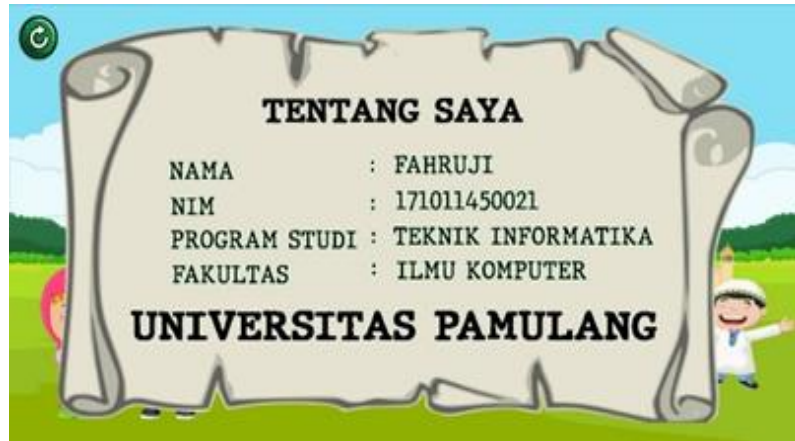 TENTANG SAYA
NAMA : FAHRUJI
NIM : 171011450021
PROGRAM STUDI : TEKNIK INFORMATIKA
FAKULTAS : ILMU KOMPUTER
UNIVERSITAS PAMULANG